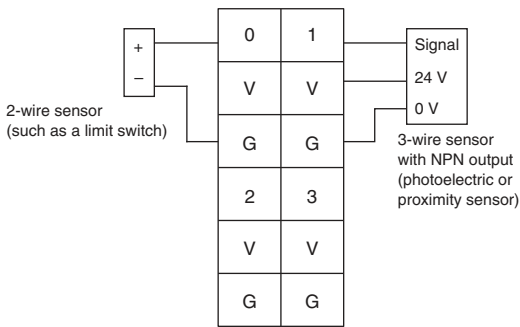 +
−
2-wire sensor
(such as a limit switch)
0 1
V V
G G
2 3
V V
G G
Signal
24 V
0 V
3-wire sensor
with NPN output
(photoelectric or
proximity sensor)